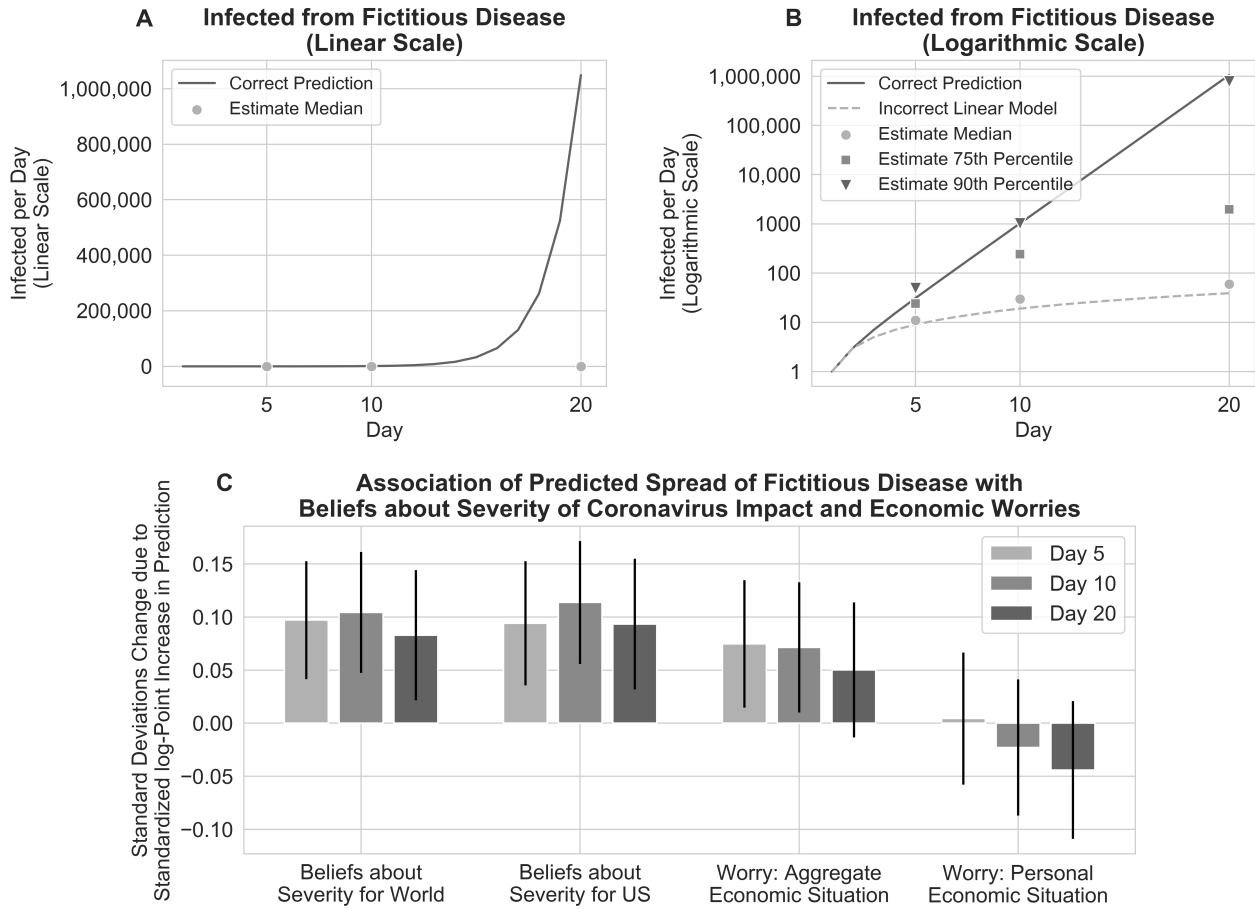 A
Infected from Fictitious Disease
(Linear Scale)
Infected per Day
(Linear Scale)
1,000,000
800,000
600,000
400,000
200,000
0
Correct Prediction
Estimate Median
5
10
20
Day
B
Infected from Fictitious Disease
(Logarithmic Scale)
Infected per Day
(Logarithmic Scale)
1,000,000
100,000
10,000
1000
100
10
1
Correct Prediction
Incorrect Linear Model
Estimate Median
Estimate 75th Percentile
Estimate 90th Percentile
5
10
20
Day
C
Association of Predicted Spread of Fictitious Disease with
Beliefs about Severity of Coronavirus Impact and Economic Worries
Standard Deviations Change due to
Standardized log-Point Increase in Prediction
0.15
0.10
0.05
0.00
−0.05
−0.10
Day 5
Day 10
Day 20
Beliefs about
Severity for World
Beliefs about
Severity for US
Worry: Aggregate
Economic Situation
Worry: Personal
Economic Situation